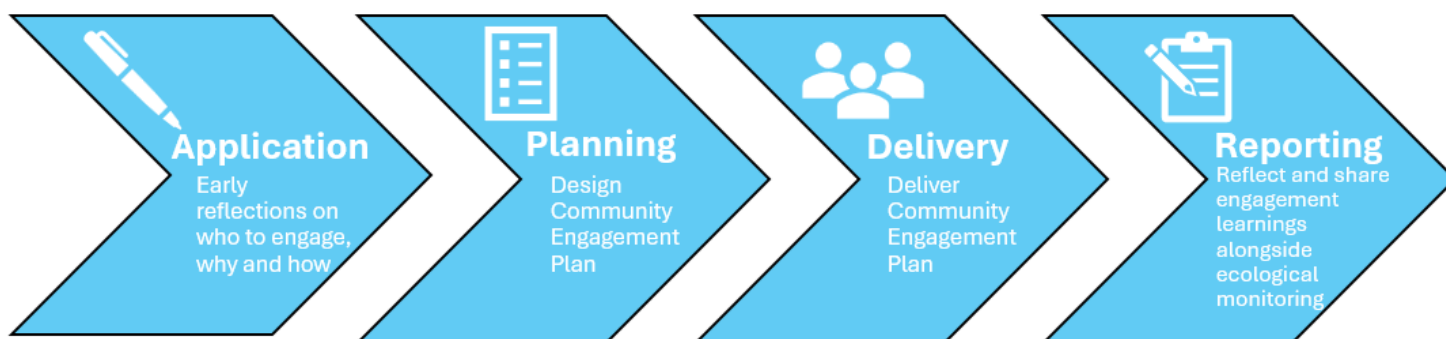 Application
Early
reflections on
who to engage,
why and how
Planning
Design
Community
Engagement
Plan
Delivery
Deliver
Community
Engagement
Plan
Reporting
Reflect and share
engagement
learnings
alongside
ecological
monitoring